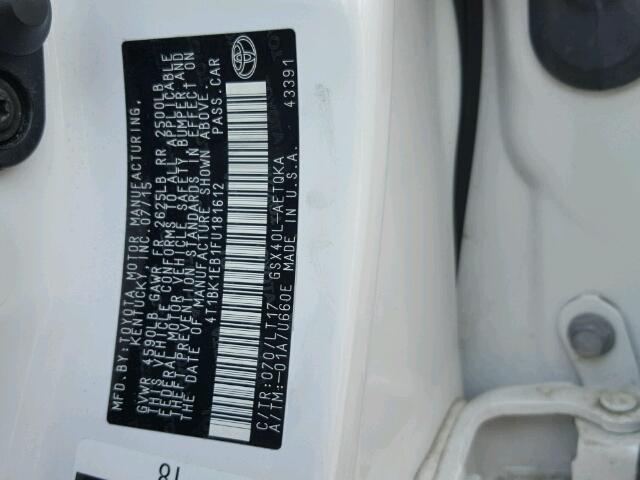 MFD.BY:TOYOTA MOTOR MANUFACTURING,
KENTUCKY, INC. 07/15
GVWR 4590LB GAWR FR 2625LB RR 2500LB
THIS VEHICLE CONFORMS TO ALL APPLICABLE
FEDERAL MOTOR VEHICLE SAFETY, BUMPER, AND
THEFT PREVENTION STANDARDS IN EFFECT ON
THE DATE OF MANUFACTURE SHOWN ABOVE.
4T1BK1EB1FU181612 PASS.CAR
C/TR:070/LT17 GSX40L-AETQKA
A/TM:-01A/U660E MADE IN U.S.A. 43391